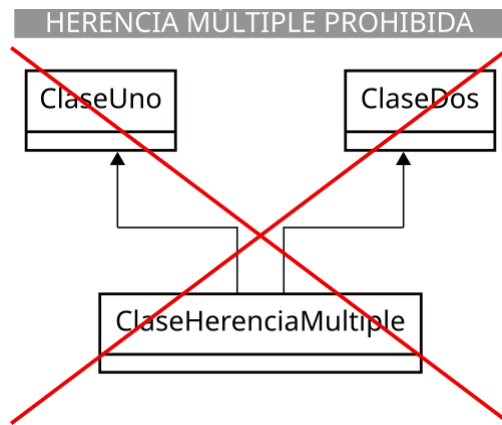 HERENCIA MÚLTIPLE PROHIBIDA
ClaseUno
ClaseDos
ClaseHerenciaMultiple